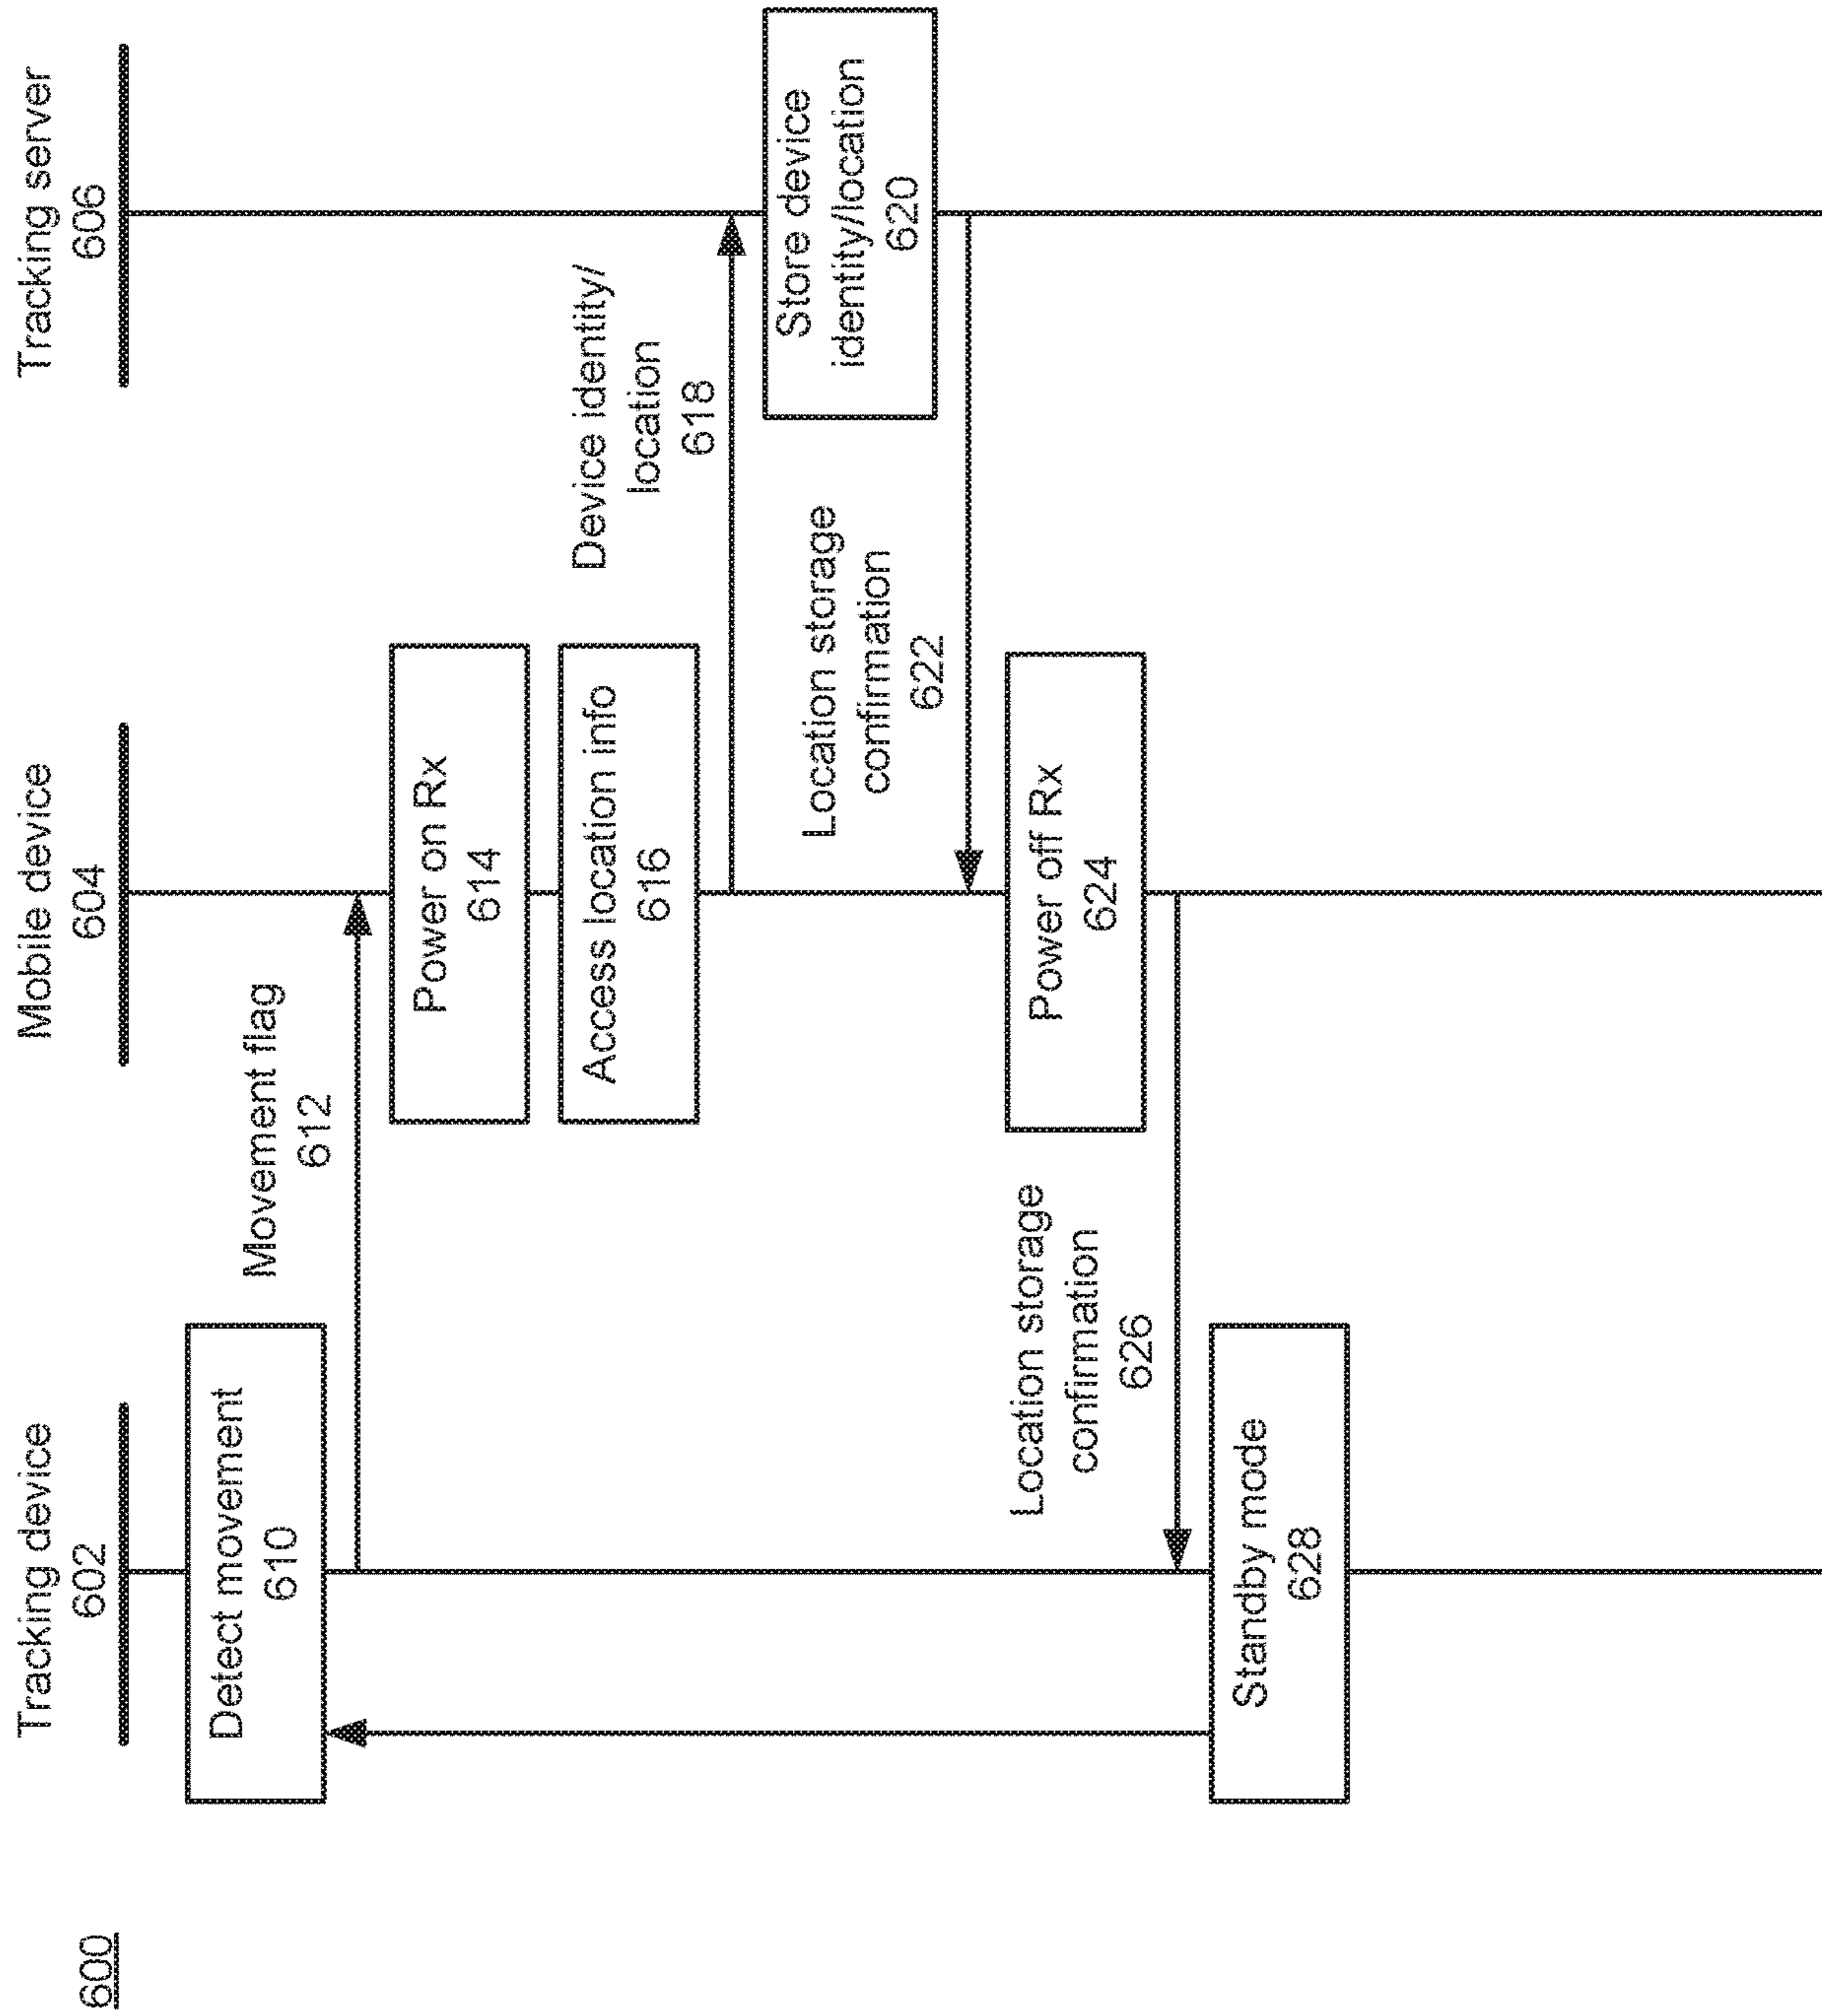 600
Tracking device
602
Mobile device
604
Tracking server
606
Detect movement
610
Movement flag
612
Power on Rx
614
Access location info
616
Device identity/
location
618
Store device
identity/location
620
Location storage
confirmation
622
Power off Rx
624
Location storage
confirmation
626
Standby mode
628